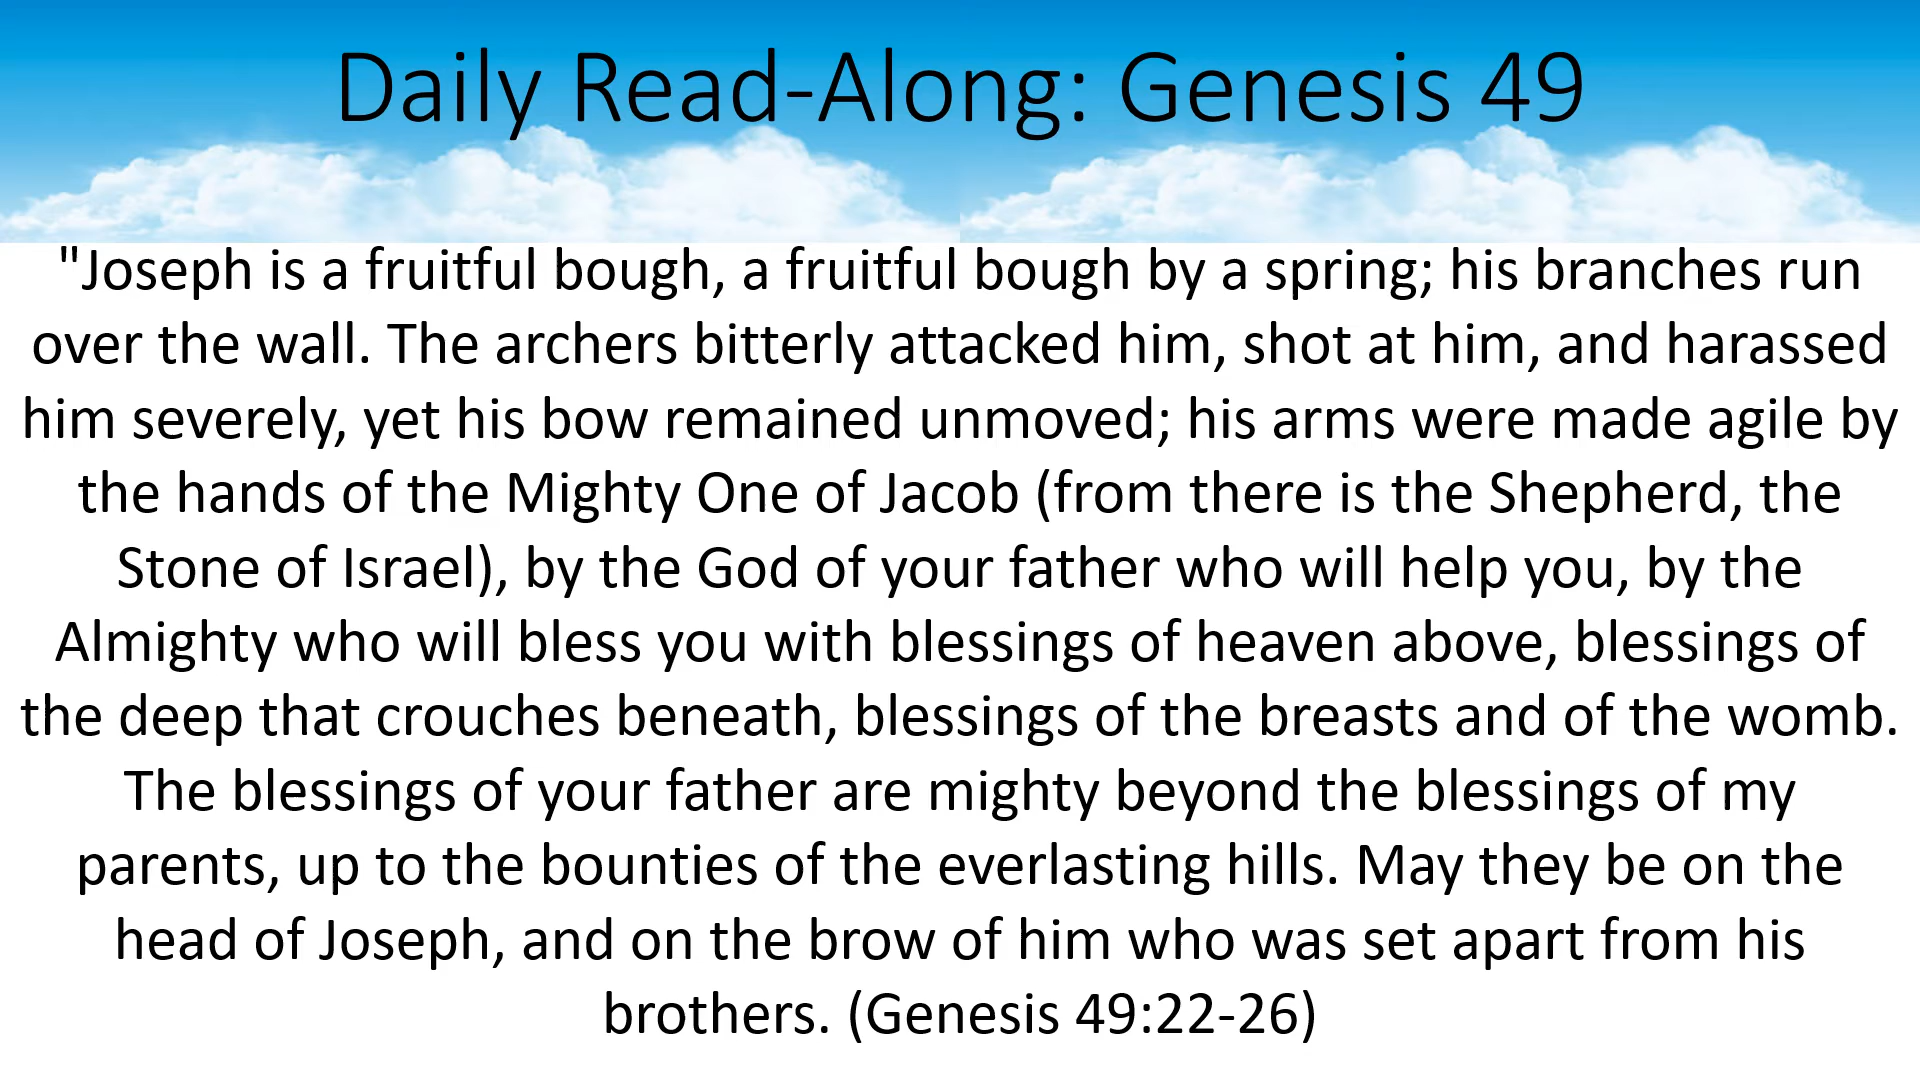 Daily Read-Along: Genesis 49
"Joseph is a fruitful bough, a fruitful bough by a spring; his branches run
over the wall. The archers bitterly attacked him, shot at him, and harassed
him severely, yet his bow remained unmoved; his arms were made agile by
the hands of the Mighty One of Jacob (from there is the Shepherd, the
Stone of Israel), by the God of your father who will help you, by the
Almighty who will bless you with blessings of heaven above, blessings of
the deep that crouches beneath, blessings of the breasts and of the womb.
The blessings of your father are mighty beyond the blessings of my
parents, up to the bounties of the everlasting hills. May they be on the
head of Joseph, and on the brow of him who was set apart from his
brothers. (Genesis 49:22-26)